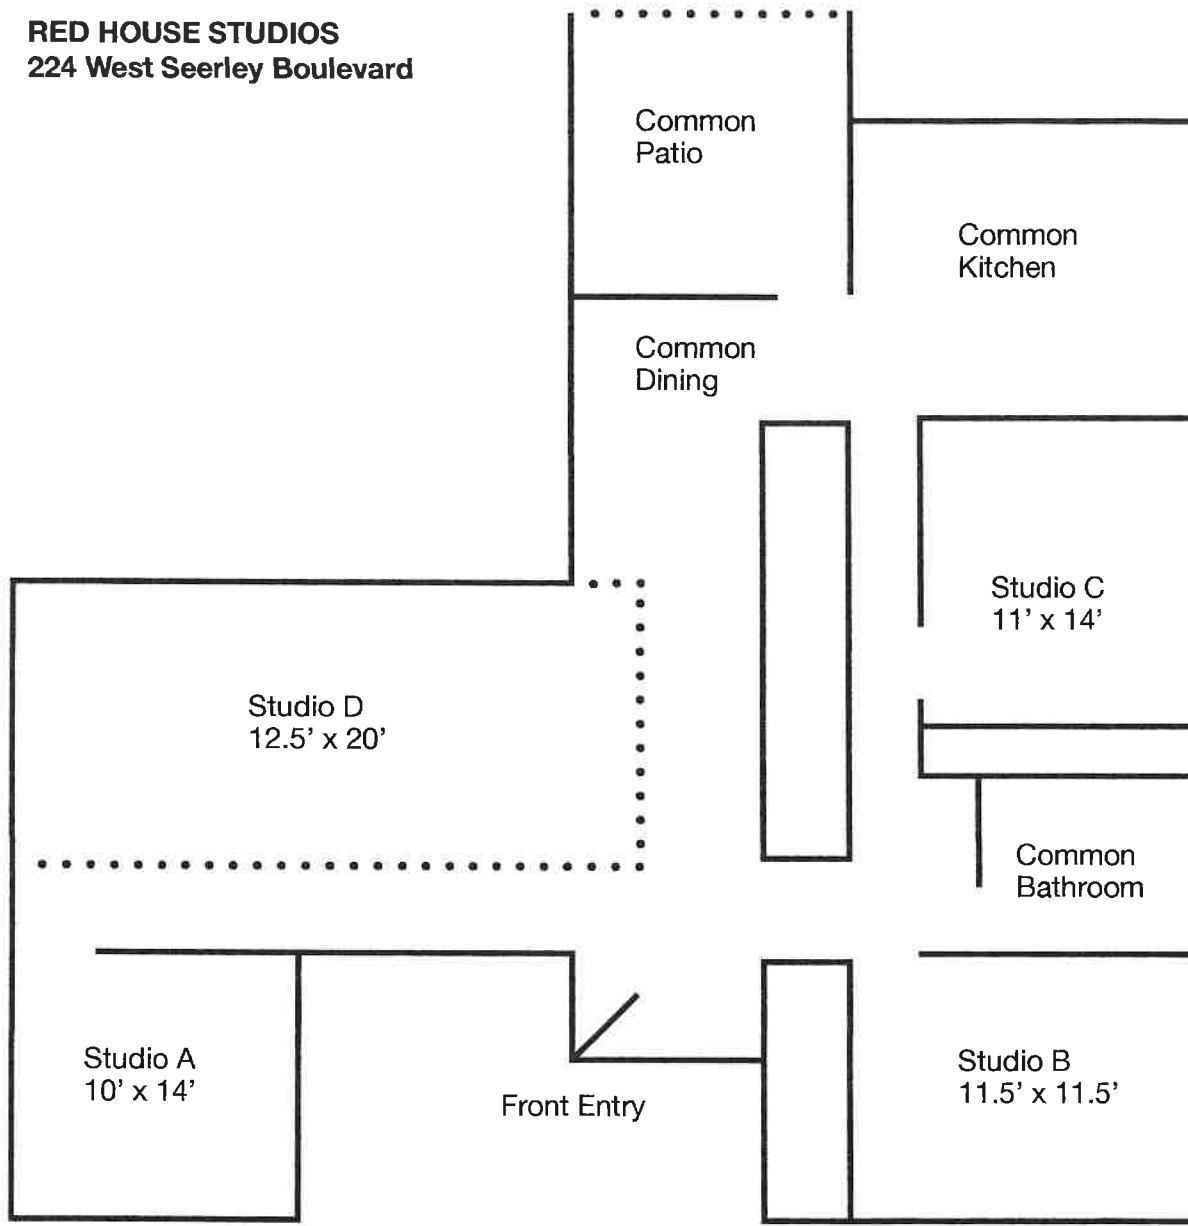 RED HOUSE STUDIOS
224 West Seerley Boulevard
Common
Patio
Common
Kitchen
Common
Dining
Studio C
11’ x 14’
Studio D
12.5’ x 20’
Common
Bathroom
Studio A
10’ x 14’
Front Entry
Studio B
11.5’ x 11.5’